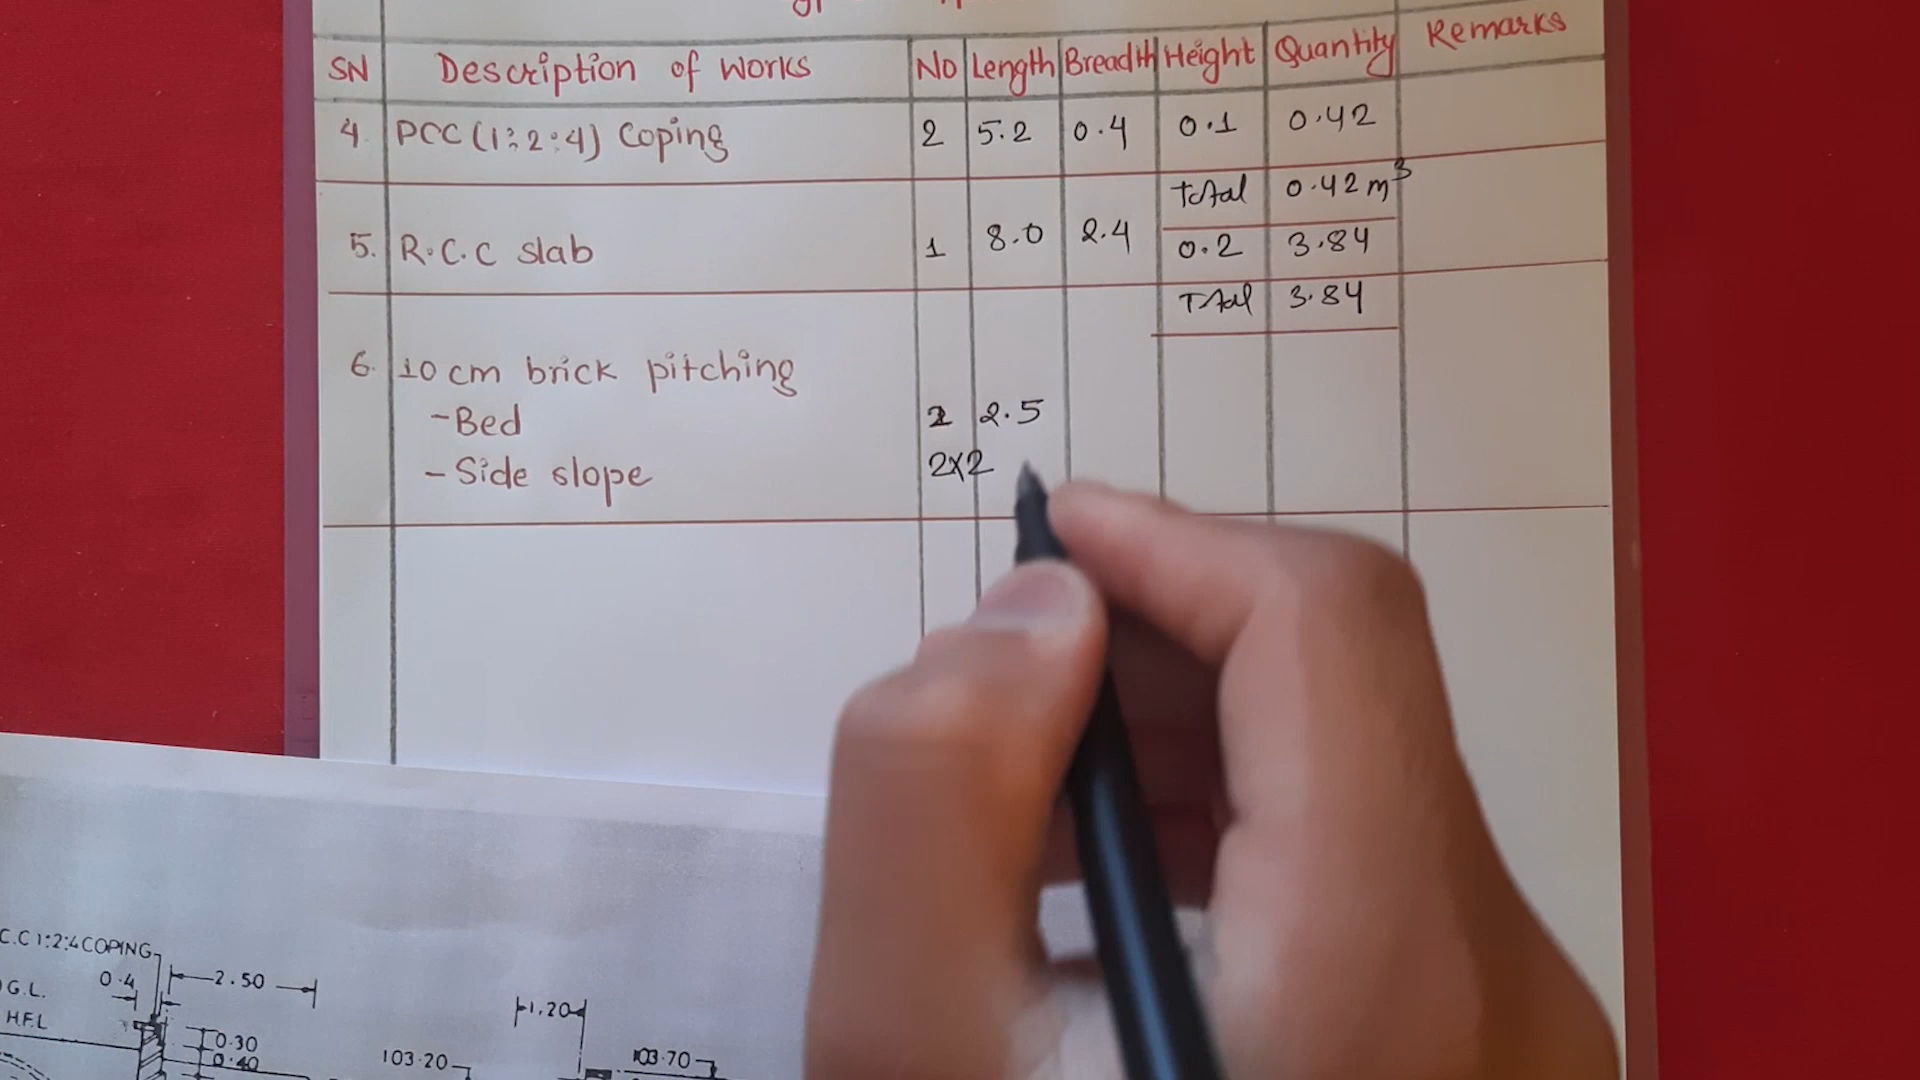 SN Description of Works No Length Breadth Height Quantity Remarks
4. PCC (1:2:4) Coping 2 5.2 0.4 0.1 0.42
Total 0.42 m³
5. R.C.C slab 1 8.0 2.4 0.2 3.84
Total 3.84
6. 10 cm brick pitching
- Bed 2 2.5
- Side slope 2x2
C.C 1:2:4 COPING
0.4 2.50
G.L.
H.F.L
1.20
0.30
0.40
103.20
103.70